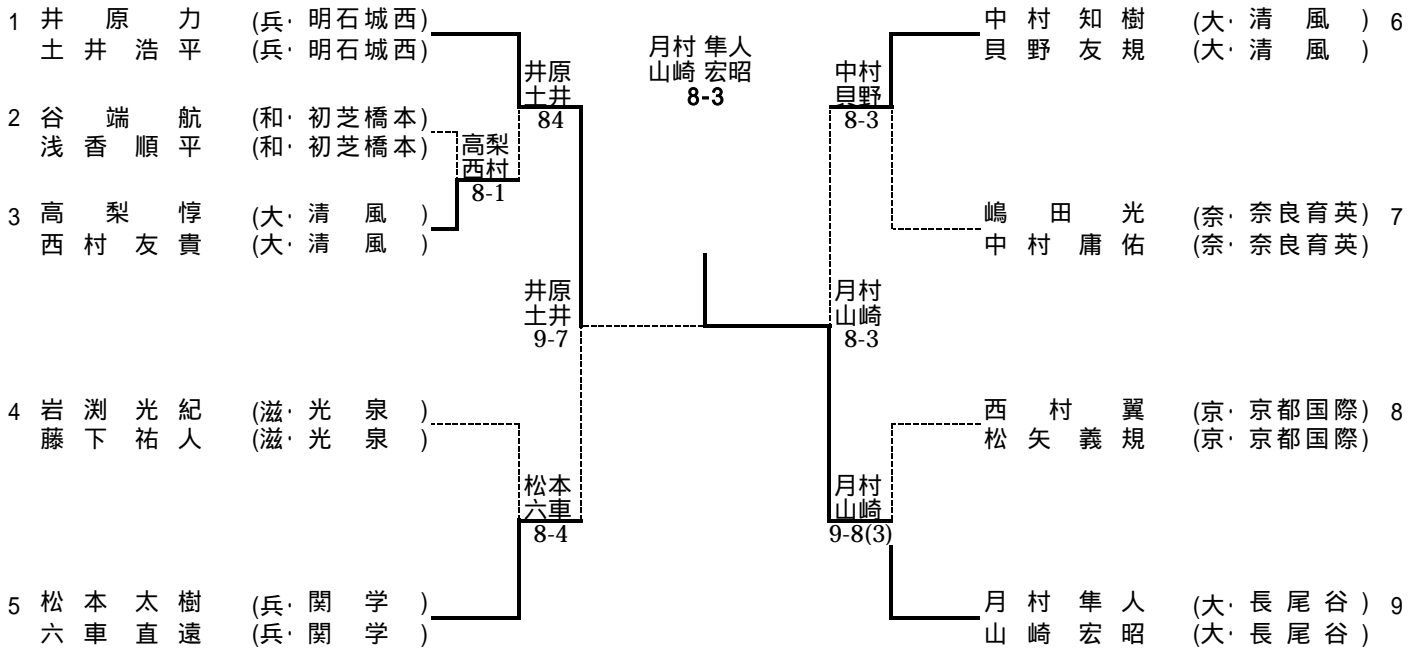 1 井原力 (兵・明石城西)
土井浩平 (兵・明石城西)
2 谷端航 (和・初芝橋本)
浅香順平 (和・初芝橋本)
3 高梨惇 (大・清風)
西村友貴 (大・清風)
4 岩渕光紀 (滋・光泉)
藤下祐人 (滋・光泉)
5 松本太樹 (兵・関学)
六車直遠 (兵・関学)
高梨
西村
8-1
井原
土井
84
井原
土井
9-7
松本
六車
8-4
月村 隼人
山崎 宏昭
8-3
中村
貝野
8-3
月村
山崎
8-3
月村
山崎
9-8(3)
中村知樹 (大・清風) 6
貝野友規 (大・清風)
嶋田光 (奈・奈良育英) 7
中村庸佑 (奈・奈良育英)
西村翼 (京・京都国際) 8
松矢義規 (京・京都国際)
月村隼人 (大・長尾谷) 9
山崎宏昭 (大・長尾谷)